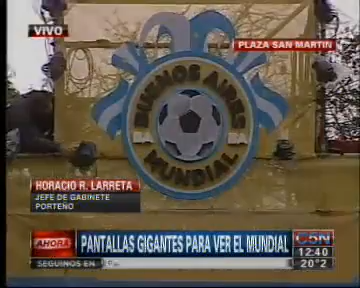 VIVO
PLAZA SAN MARTIN
BUENOS AIRES
MUNDIAL
HORACIO R. LARRETA
JEFE DE GABINETE
PORTEÑO
AHORA
PANTALLAS GIGANTES PARA VER EL MUNDIAL
C5N
12:40
SEGUINOS EN
20°2